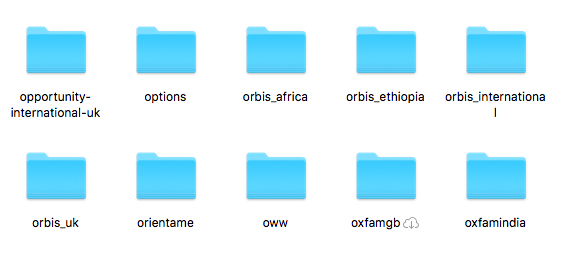 opportunity-
international-uk
options
orbis_africa
orbis_ethiopia
orbis_internationa
l
orbis_uk
orientame
oww
oxfamgb
oxfamindia